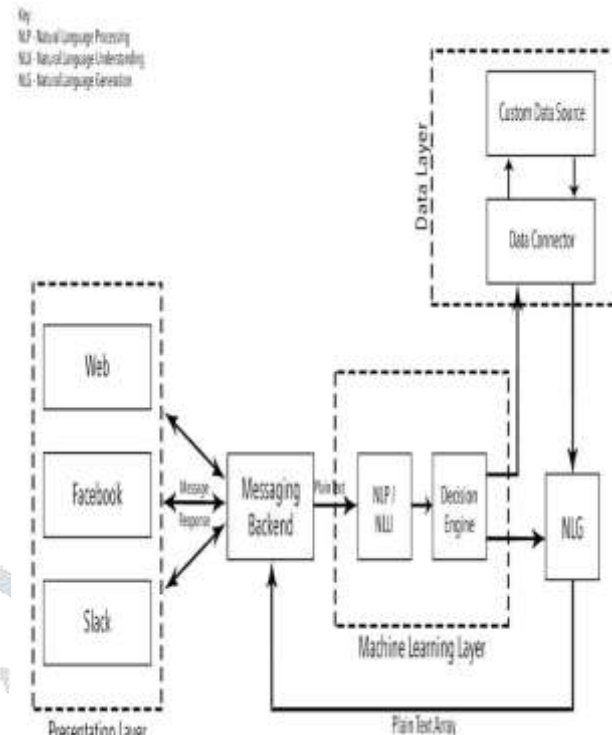 Key
NLP - Natural Language Processing
NLU - Natural Language Understanding
NLG - Natural Language Generation
Custom Data Source
Data Layer
Data Connector
Web
Facebook
Slack
Message
Response
Messaging
Backend
Plain Text
NLP /
NLU
Decision
Engine
NLG
Machine Learning Layer
Presentation Layer
Plain Text Array